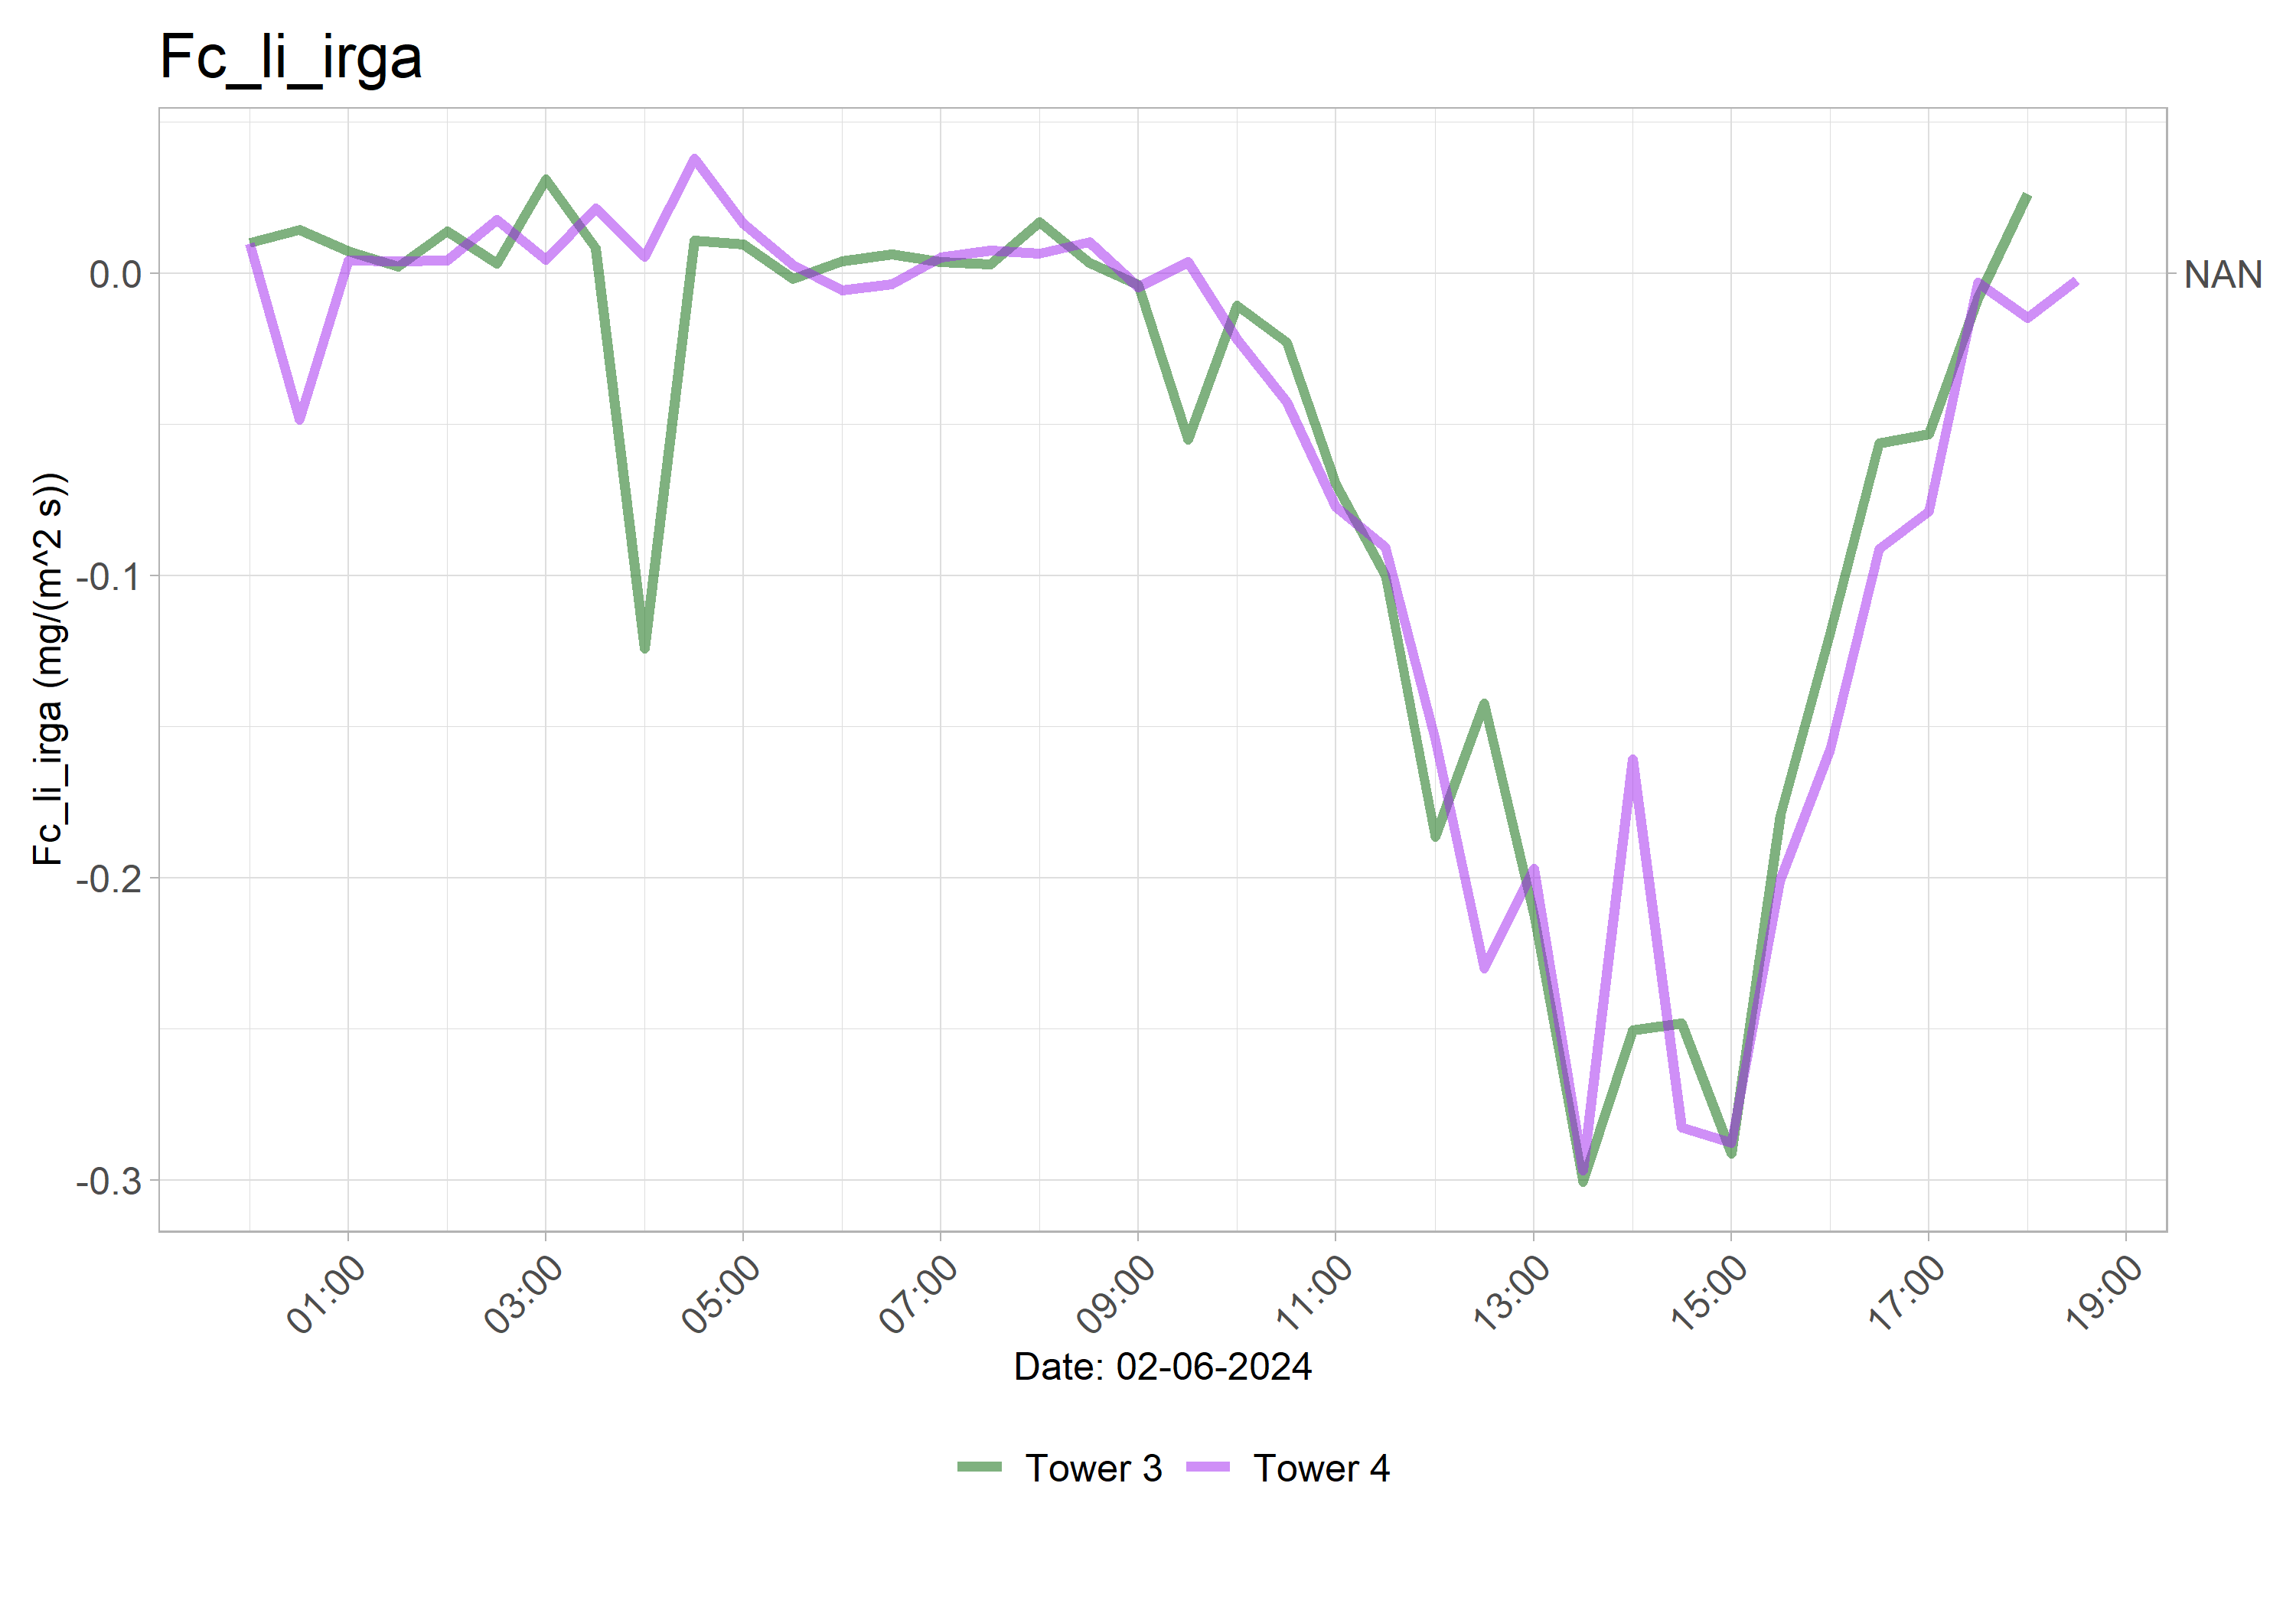 Fc_li_irga
Fc_li_irga (mg/(m^2 s))
0.0
-0.1
-0.2
-0.3
NAN
01:00 03:00 05:00 07:00 09:00 11:00 13:00 15:00 17:00 19:00
Date: 02-06-2024
Tower 3 Tower 4